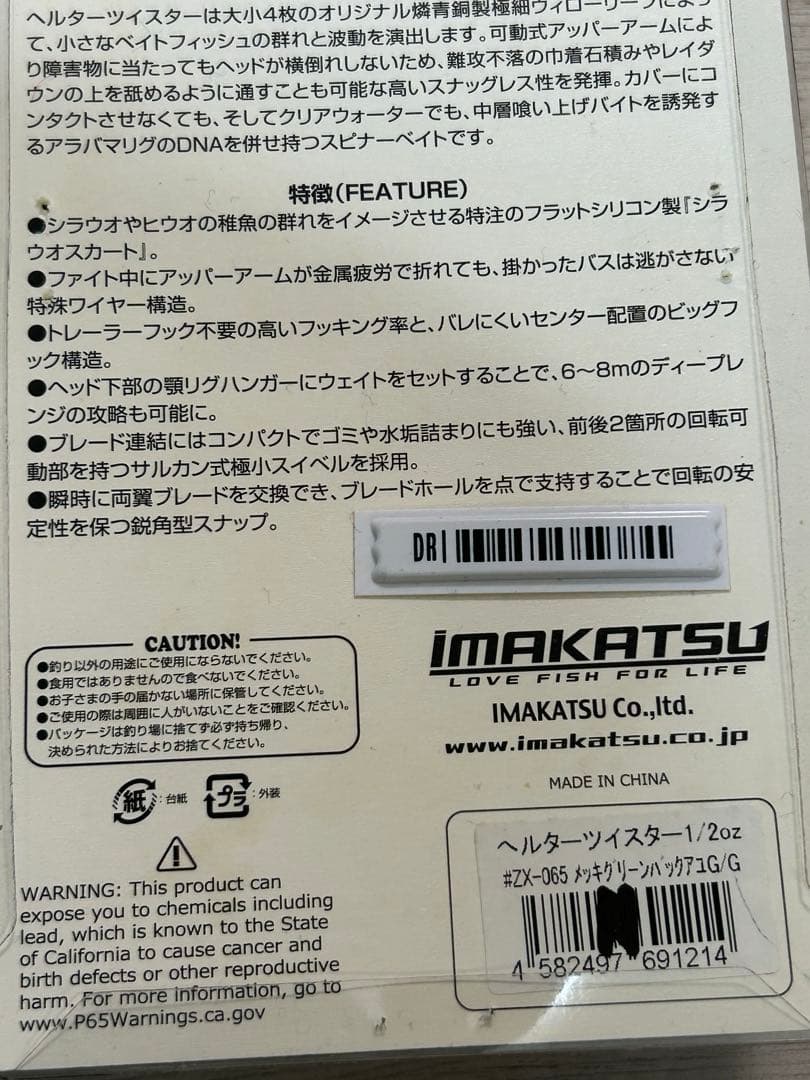 ヘルターツイスターは大小4枚のオリジナル燐青銅製極細ウィローリーフによっ
て、小さなベイトフィッシュの群れと波動を演出します。可動式アッパーアームによ
り障害物に当たってもヘッドが横倒れしないため、難攻不落の巾着石積みやレイダ
ウンの上を舐めるように通すことも可能な高いスナッグレス性を発揮。カバーにコ
ンタクトさせなくても、そしてクリアウォーターでも、中層喰い上げバイトを誘発す
るアラバマリグのDNAを併せ持つスピナーベイトです。
特徴(FEATURE)
●シラウオやヒウオの稚魚の群れをイメージさせる特注のフラットシリコン製『シラ
ウオスカート』。
●ファイト中にアッパーアームが金属疲労で折れても、掛かったバスは逃がさない
特殊ワイヤー構造。
●トレーラーフック不要の高いフッキング率と、バレにくいセンター配置のビッグフ
ック構造。
●ヘッド下部の顎リグハンガーにウェイトをセットすることで、6〜8mのディープレ
ンジの攻略も可能に。
●ブレード連結にはコンパクトでゴミや水垢詰まりにも強い、前後2箇所の回転可
動部を持つサルカン式極小スイベルを採用。
●瞬時に両翼ブレードを交換でき、ブレードホールを点で支持することで回転の安
定性を保つ鋭角型スナップ。
DRI
CAUTION!
●釣り以外の用途にご使用にならないでください。
●食用ではありませんので食べないでください。
●お子さまの手の届かない場所に保管してください。
●ご使用の際は周囲に人がいないことをご確認ください。
●パッケージは釣り場に捨てず必ず持ち帰り、
決められた方法によりお捨てください。
紙:台紙 プラ:外装
IMAKATSU
LOVE FISH FOR LIFE
IMAKATSU Co.,ltd.
www.imakatsu.co.jp
MADE IN CHINA
WARNING: This product can
expose you to chemicals including
lead, which is known to the State
of California to cause cancer and
birth defects or other reproductive
harm. For more information, go to
www.P65Warnings.ca.gov
ヘルターツイスター1/2oz
#ZX-065 メッキグリーンバックアユG/G
4 582497 691214